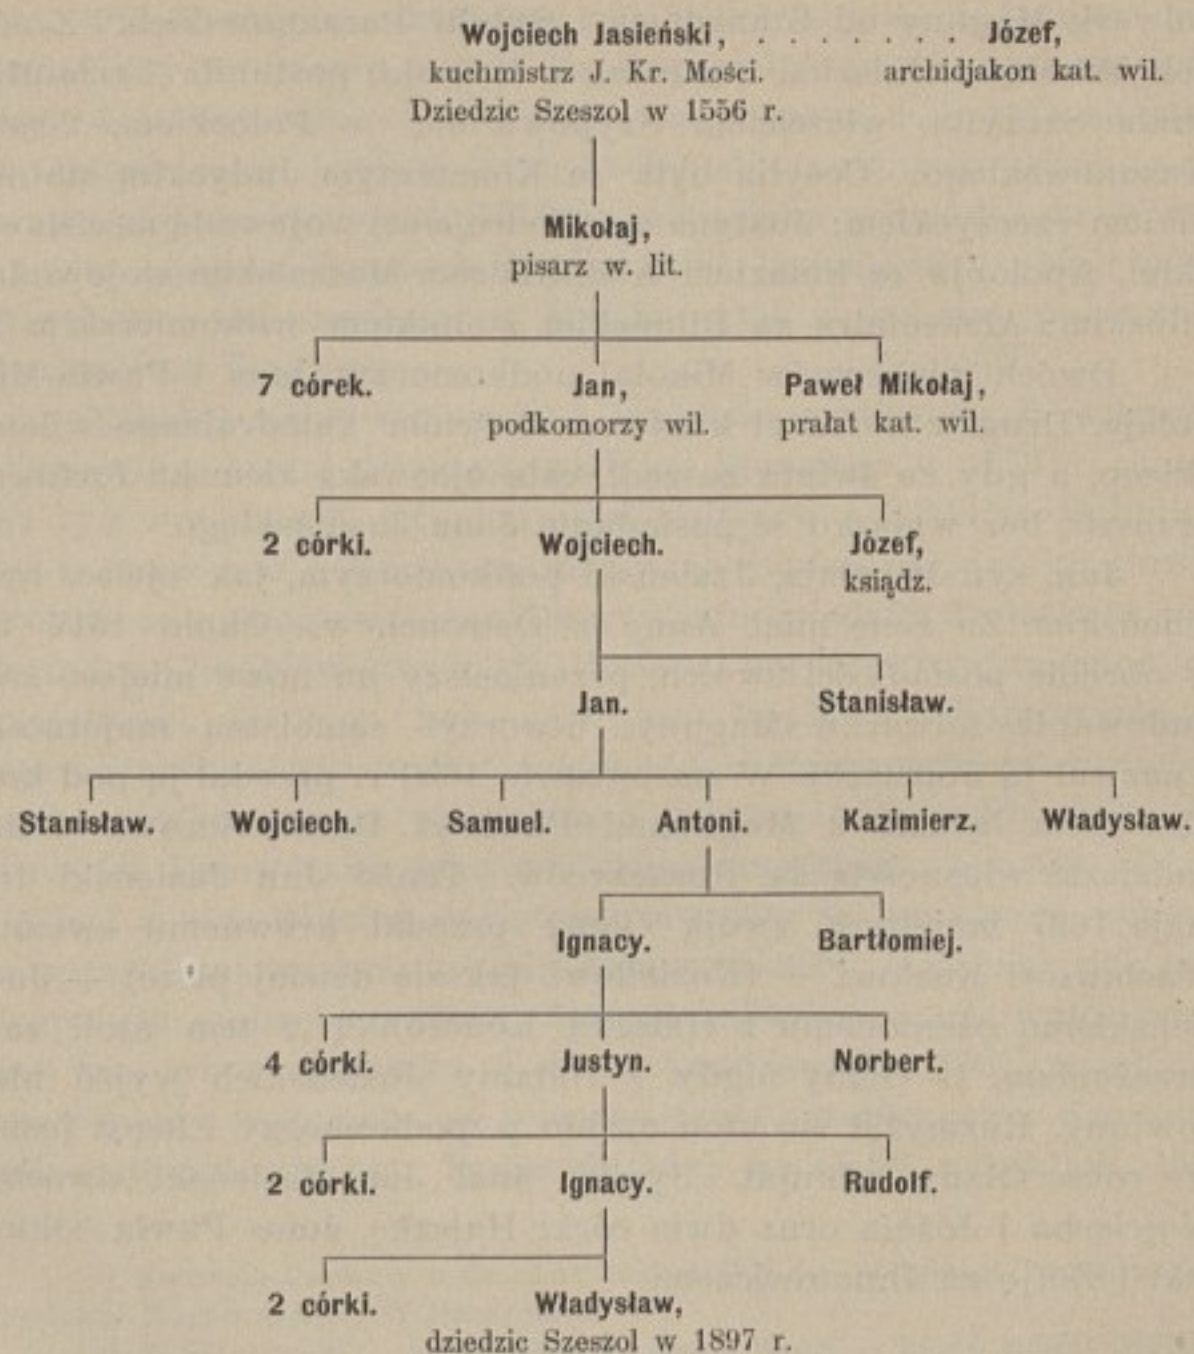 Wojciech Jasieński, . . . . . . . Józef,
kuchmistrz J. Kr. Mości. archidjakon kat. wil.
Dziedzic Szeszol w 1556 r.
Mikołaj,
pisarz w. lit.
7 córek. Jan, Paweł Mikołaj,
podkomorzy wil. prałat kat. wil.
2 córki. Wojciech. Józef,
ksiądz.
Jan. Stanisław.
Stanisław. Wojciech. Samuel. Antoni. Kazimierz. Władysław.
Ignacy. Bartłomiej.
4 córki. Justyn. Norbert.
2 córki. Ignacy. Rudolf.
2 córki. Władysław,
dziedzic Szeszol w 1897 r.